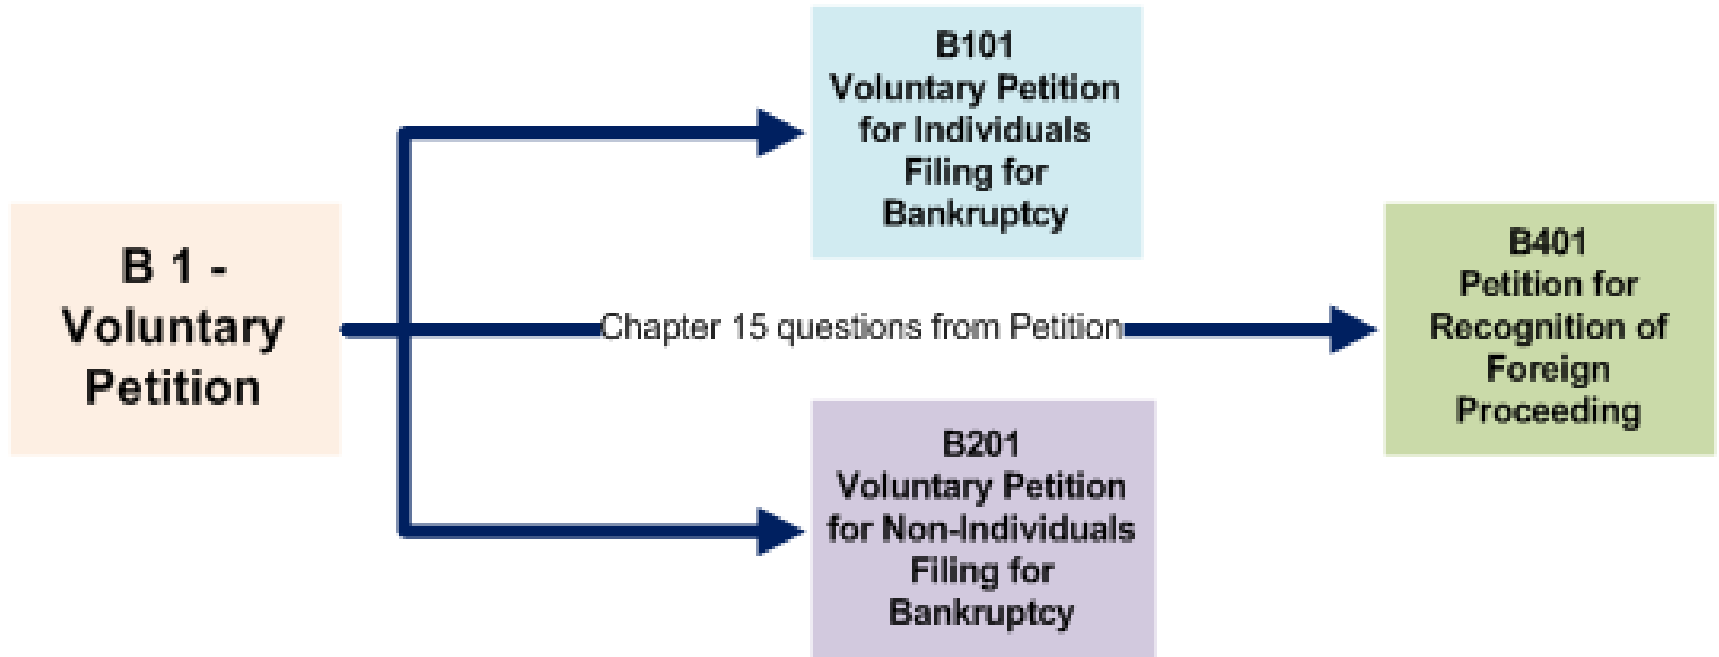 B 1 -
Voluntary
Petition
B101
Voluntary Petition
for Individuals
Filing for
Bankruptcy
Chapter 15 questions from Petition
B201
Voluntary Petition
for Non-Individuals
Filing for
Bankruptcy
B401
Petition for
Recognition of
Foreign
Proceeding